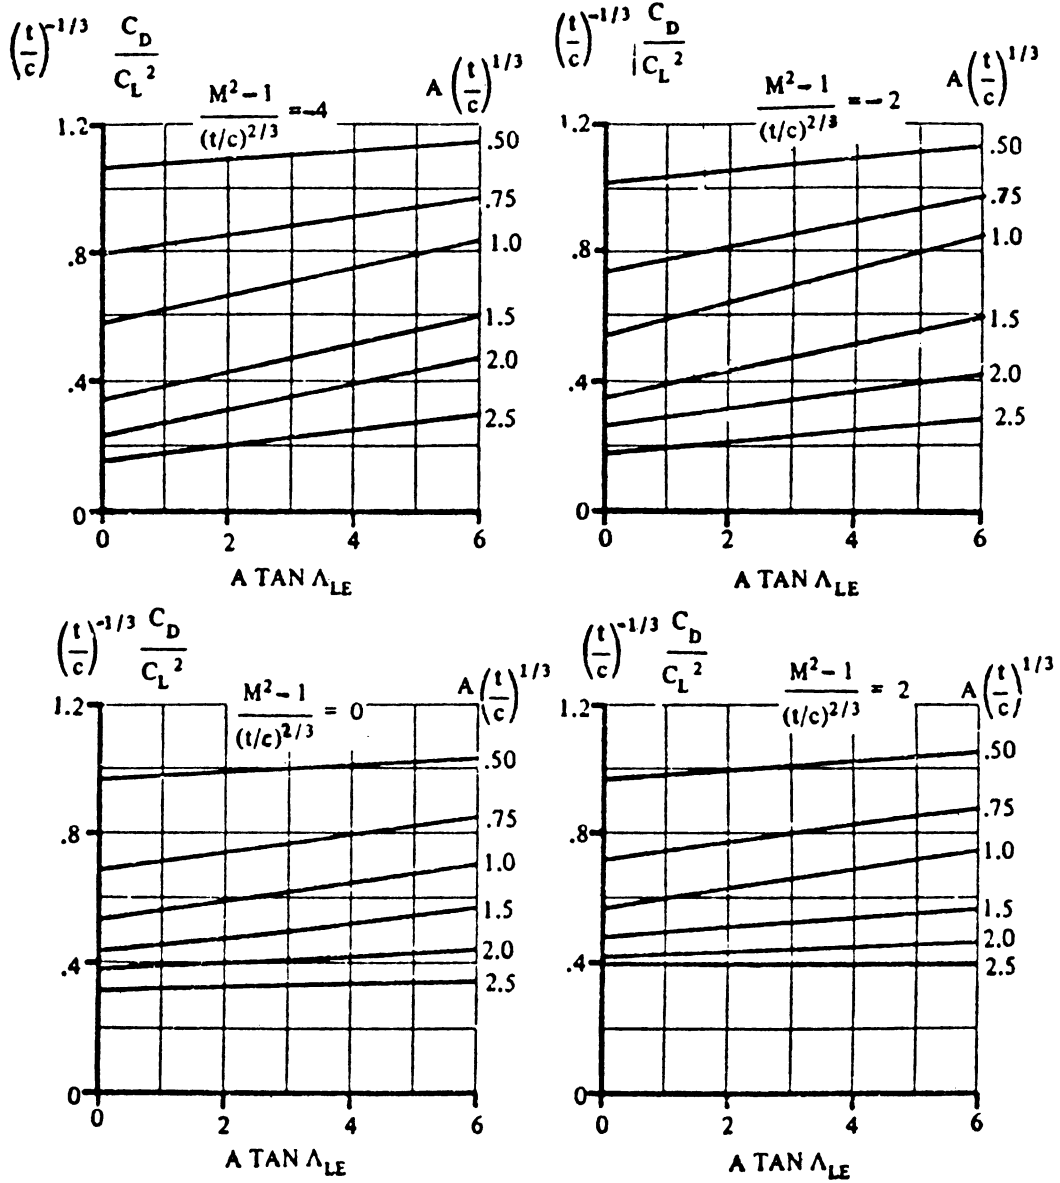 (t/c)^-1/3 C_D/C_L^2
M^2-1/(t/c)^2/3 = -4
A(t/c)^1/3
1.2
.8
.4
0
.50
.75
1.0
1.5
2.0
2.5
0 2 4 6
A TAN Λ_LE
(t/c)^-1/3 C_D/C_L^2
M^2-1/(t/c)^2/3 = -2
A(t/c)^1/3
1.2
.8
.4
0
.50
.75
1.0
1.5
2.0
2.5
0 2 4 6
A TAN Λ_LE
(t/c)^-1/3 C_D/C_L^2
M^2-1/(t/c)^2/3 = 0
A(t/c)^1/3
1.2
.8
.4
0
.50
.75
1.0
1.5
2.0
2.5
0 2 4 6
A TAN Λ_LE
(t/c)^-1/3 C_D/C_L^2
M^2-1/(t/c)^2/3 = 2
A(t/c)^1/3
1.2
.8
.4
0
.50
.75
1.0
1.5
2.0
2.5
0 2 4 6
A TAN Λ_LE